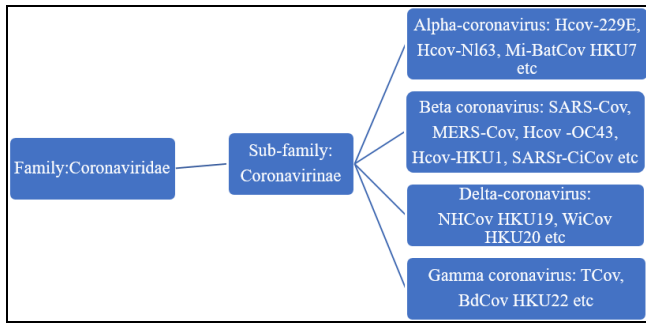 Family:Coronaviridae
Sub-family:
Coronavirinae
Alpha-coronavirus: Hcov-229E,
Hcov-Nl63, Mi-BatCov HKU7
etc
Beta coronavirus: SARS-Cov,
MERS-Cov, Hcov -OC43,
Hcov-HKU1, SARSr-CiCov etc
Delta-coronavirus:
NHCov HKU19, WiCov
HKU20 etc
Gamma coronavirus: TCov,
BdCov HKU22 etc